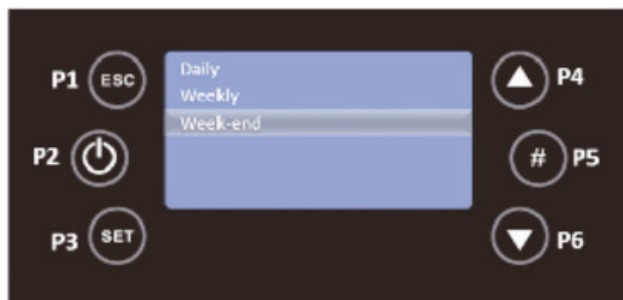 P1 ESC
Daily
Weekly
Week-end
P4
P2
# P5
P3 SET
P6